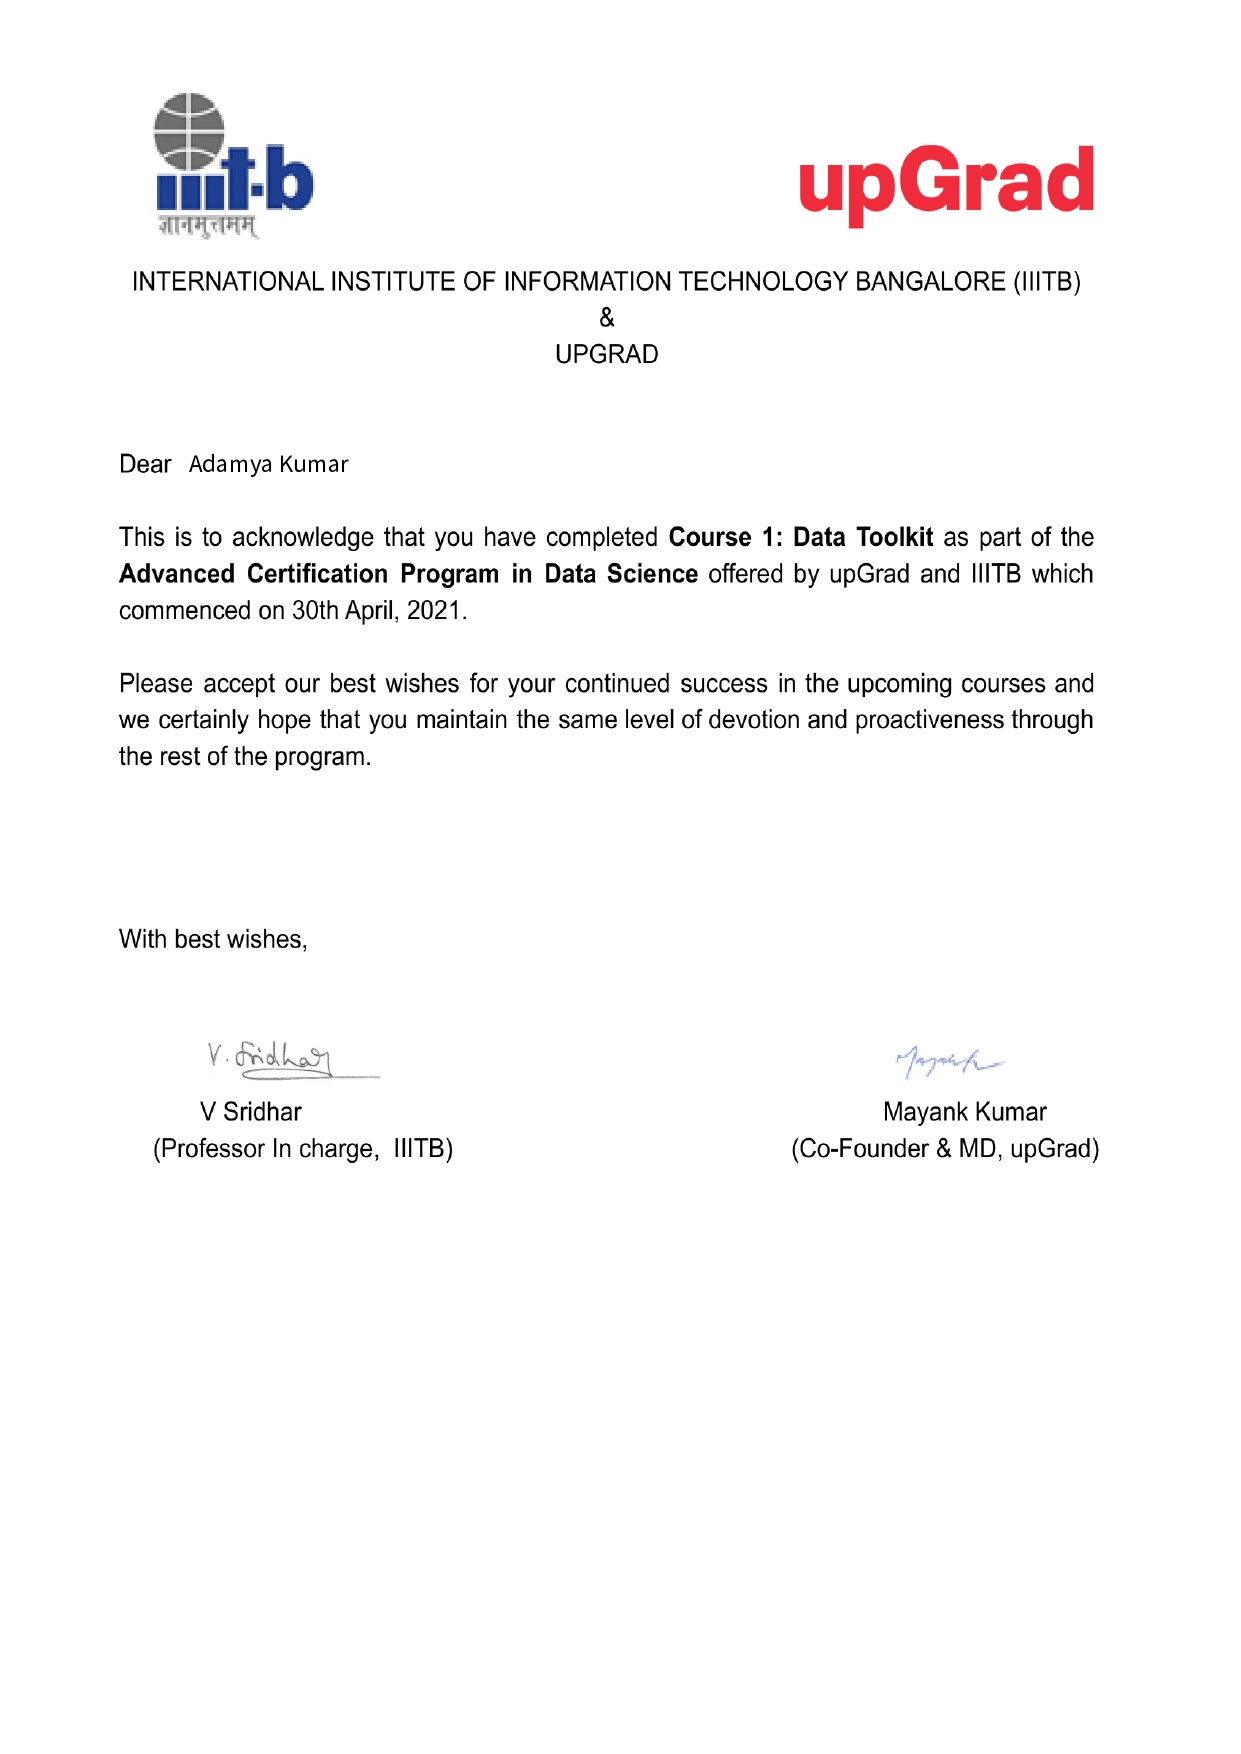 iiit-b
ज्ञानमुत्तमम्
upGrad
INTERNATIONAL INSTITUTE OF INFORMATION TECHNOLOGY BANGALORE (IIITB)
&
UPGRAD
Dear Adamya Kumar
This is to acknowledge that you have completed Course 1: Data Toolkit as part of the
Advanced Certification Program in Data Science offered by upGrad and IIITB which
commenced on 30th April, 2021.
Please accept our best wishes for your continued success in the upcoming courses and
we certainly hope that you maintain the same level of devotion and proactiveness through
the rest of the program.
With best wishes,
V. Sridhar
Mayank
V Sridhar
Mayank Kumar
(Professor In charge, IIITB)
(Co-Founder & MD, upGrad)